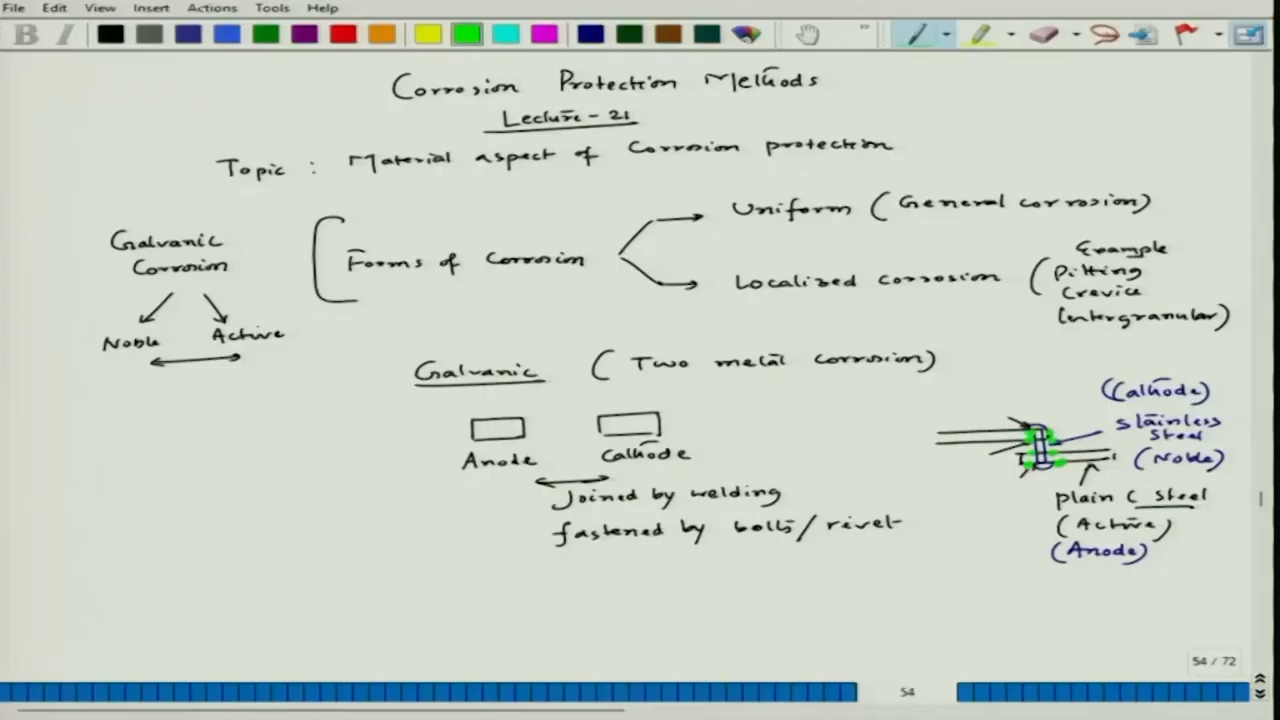 File Edit View Insert Actions Tools Help
B I
Corrosion Protection Methods
Lecture - 21
Topic : Material aspect of Corrosion protection
Galvanic
Corrosion
Noble Active
Forms of Corrosion
Uniform (General corrosion)
Localized corrosion (Example
Pitting
Crevice
Intergranular)
Galvanic (Two metal corrosion)
Anode Cathode
Joined by welding
fastened by bolts/rivet
(Cathode)
Stainless
Steel
(Noble)
plain C Steel
(Active)
(Anode)
54 / 72
54